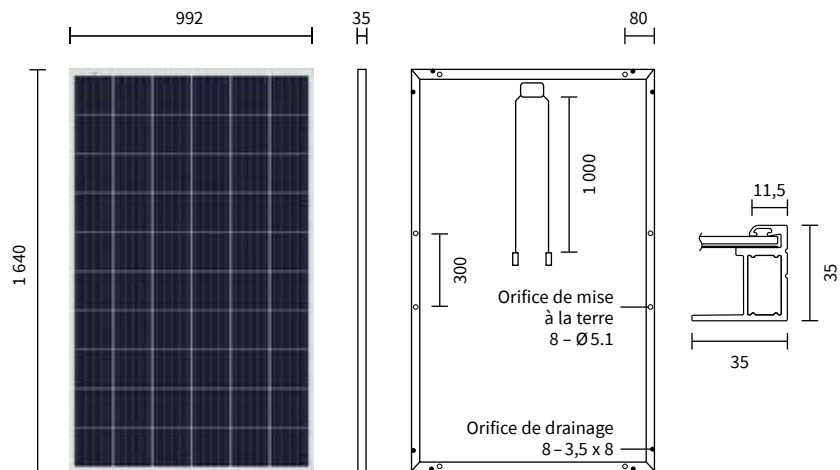 992
35
80
1 640
1 000
300
11,5
35
35
Orifice de mise
à la terre
8 – Ø 5.1
Orifice de drainage
8 – 3,5 x 8